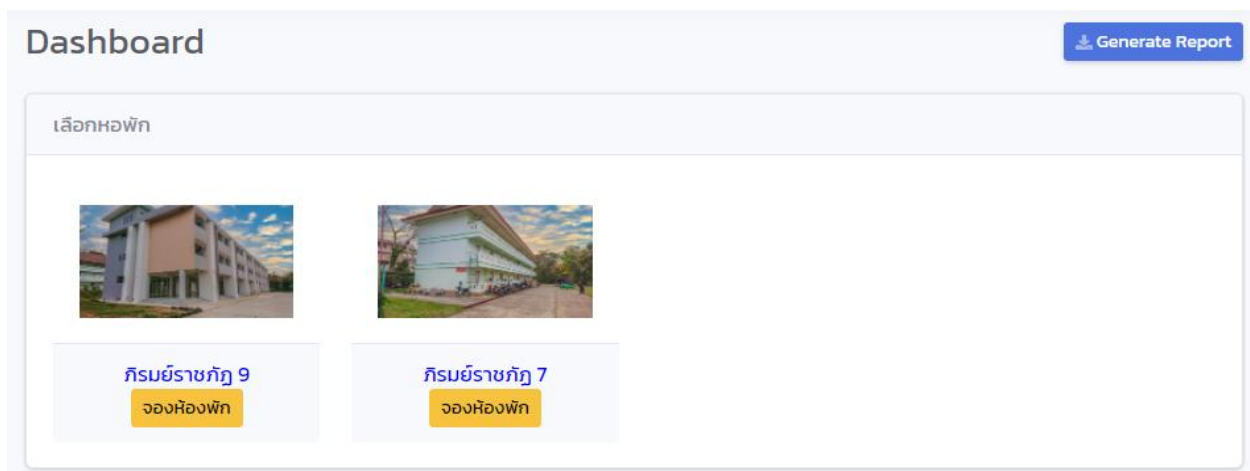 Dashboard
Generate Report
เลือกหอพัก
ภิรมย์ราชภัฏ 9
จองห้องพัก
ภิรมย์ราชภัฏ 7
จองห้องพัก